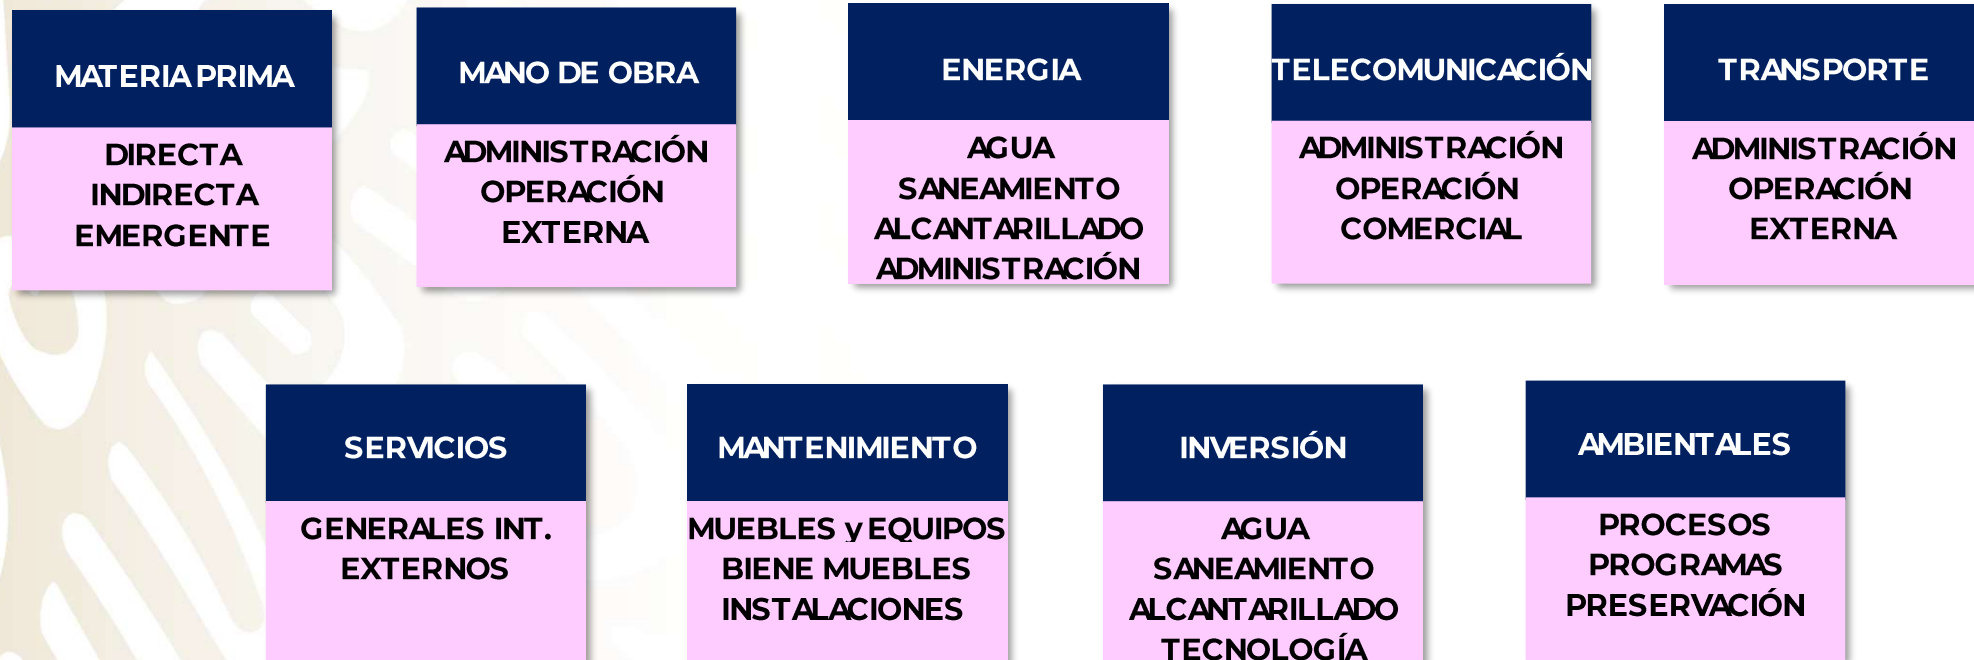 MATERIA PRIMA
DIRECTA
INDIRECTA
EMERGENTE
MANO DE OBRA
ADMINISTRACIÓN
OPERACIÓN
EXTERNA
ENERGIA
AGUA
SANEAMIENTO
ALCANTARILLADO
ADMINISTRACIÓN
TELECOMUNICACIÓN
ADMINISTRACIÓN
OPERACIÓN
COMERCIAL
TRANSPORTE
ADMINISTRACIÓN
OPERACIÓN
EXTERNA
SERVICIOS
GENERALES INT.
EXTERNOS
MANTENIMIENTO
MUEBLES y EQUIPOS
BIENE MUEBLES
INSTALACIONES
INVERSIÓN
AGUA
SANEAMIENTO
ALCANTARILLADO
TECNOLOGÍA
AMBIENTALES
PROCESOS
PROGRAMAS
PRESERVACIÓN